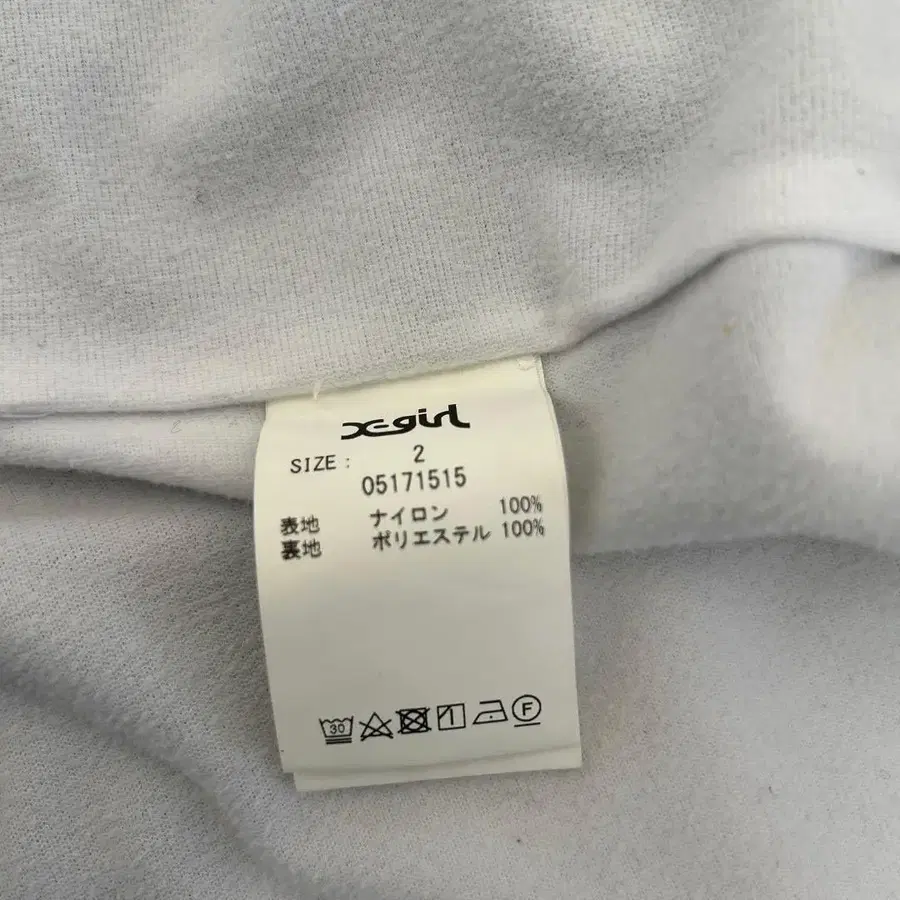 X-girl
SIZE : 2
05171515
表地 ナイロン 100%
裏地 ポリエステル 100%
30 F